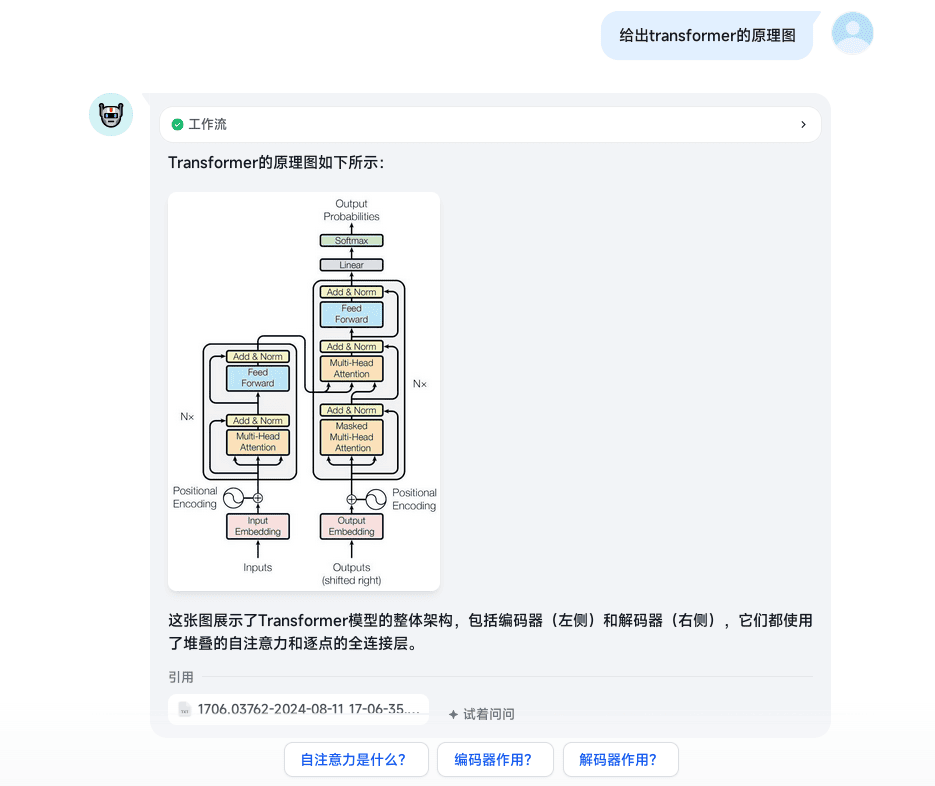 给出transformer的原理图
工作流
Transformer的原理图如下所示：
Output
Probabilities
Softmax
Linear
Add & Norm
Feed
Forward
Add & Norm
Multi-Head
Attention
Add & Norm
Masked
Multi-Head
Attention
Nx
Add & Norm
Feed
Forward
Add & Norm
Multi-Head
Attention
Nx
Positional
Encoding
Positional
Encoding
Input
Embedding
Output
Embedding
Inputs
Outputs
(shifted right)
这张图展示了Transformer模型的整体架构，包括编码器（左侧）和解码器（右侧），它们都使用
了堆叠的自注意力和逐点的全连接层。
引用
1706.03762-2024-08-11 17-06-35....
试着问问
自注意力是什么？
编码器作用？
解码器作用？